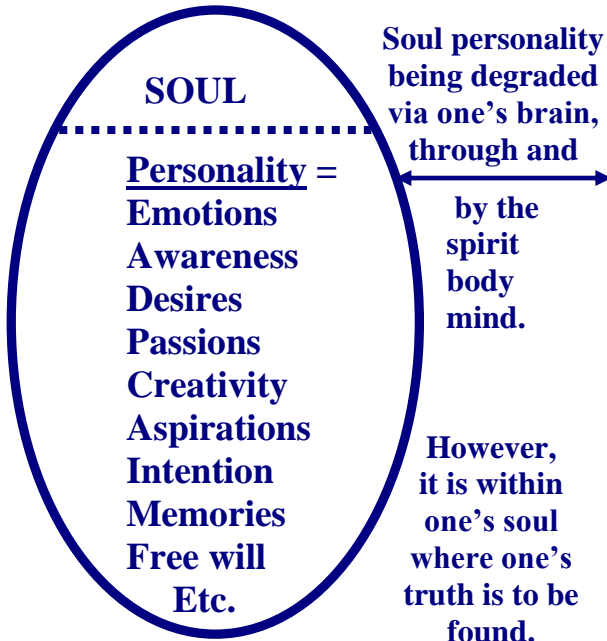 SOUL
Personality =
Emotions
Awareness
Desires
Passions
Creativity
Aspirations
Intention
Memories
Free will
Etc.
Soul personality
being degraded
via one’s brain,
through and
by the
spirit
body
mind.
However,
it is within
one’s soul
where one’s
truth is to be
found.